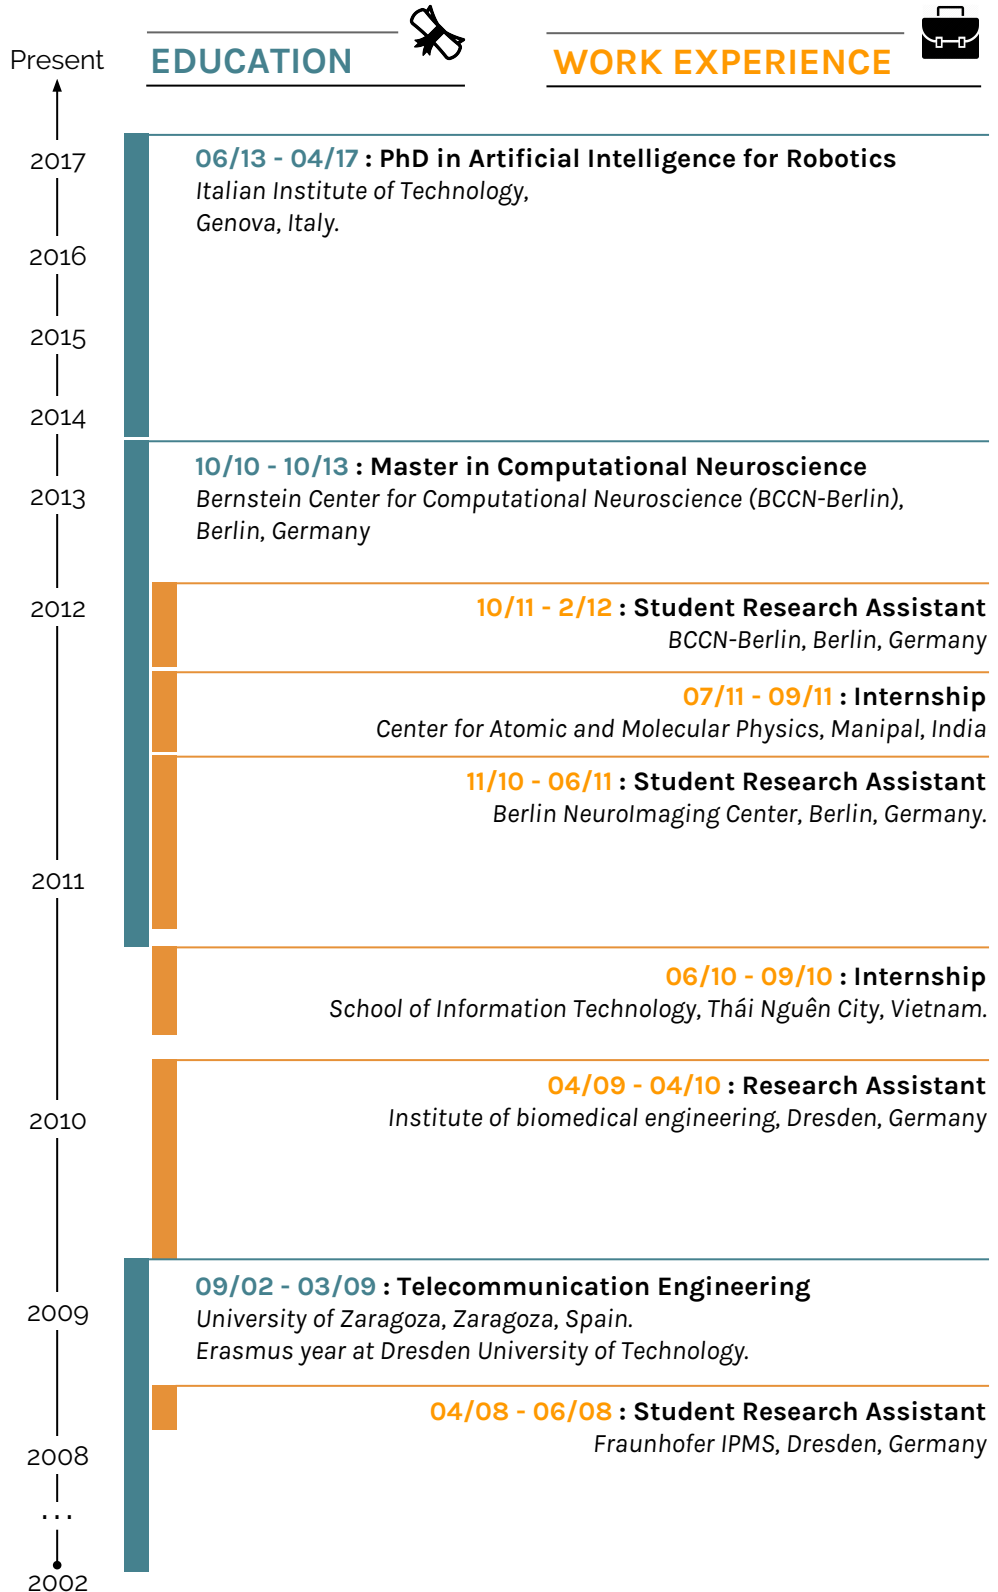 EDUCATION
WORK EXPERIENCE
Present
2017
06/13 - 04/17 : PhD in Artificial Intelligence for Robotics
Italian Institute of Technology,
Genova, Italy.
2016
2015
2014
10/10 - 10/13 : Master in Computational Neuroscience
2013
Bernstein Center for Computational Neuroscience (BCCN-Berlin),
Berlin, Germany
2012
10/11 - 2/12 : Student Research Assistant
BCCN-Berlin, Berlin, Germany
07/11 - 09/11 : Internship
Center for Atomic and Molecular Physics, Manipal, India
11/10 - 06/11 : Student Research Assistant
Berlin NeuroImaging Center, Berlin, Germany.
2011
06/10 - 09/10 : Internship
School of Information Technology, Thái Nguên City, Vietnam.
04/09 - 04/10 : Research Assistant
2010
Institute of biomedical engineering, Dresden, Germany
09/02 - 03/09 : Telecommunication Engineering
2009
University of Zaragoza, Zaragoza, Spain.
Erasmus year at Dresden University of Technology.
04/08 - 06/08 : Student Research Assistant
Fraunhofer IPMS, Dresden, Germany
2008
...
2002